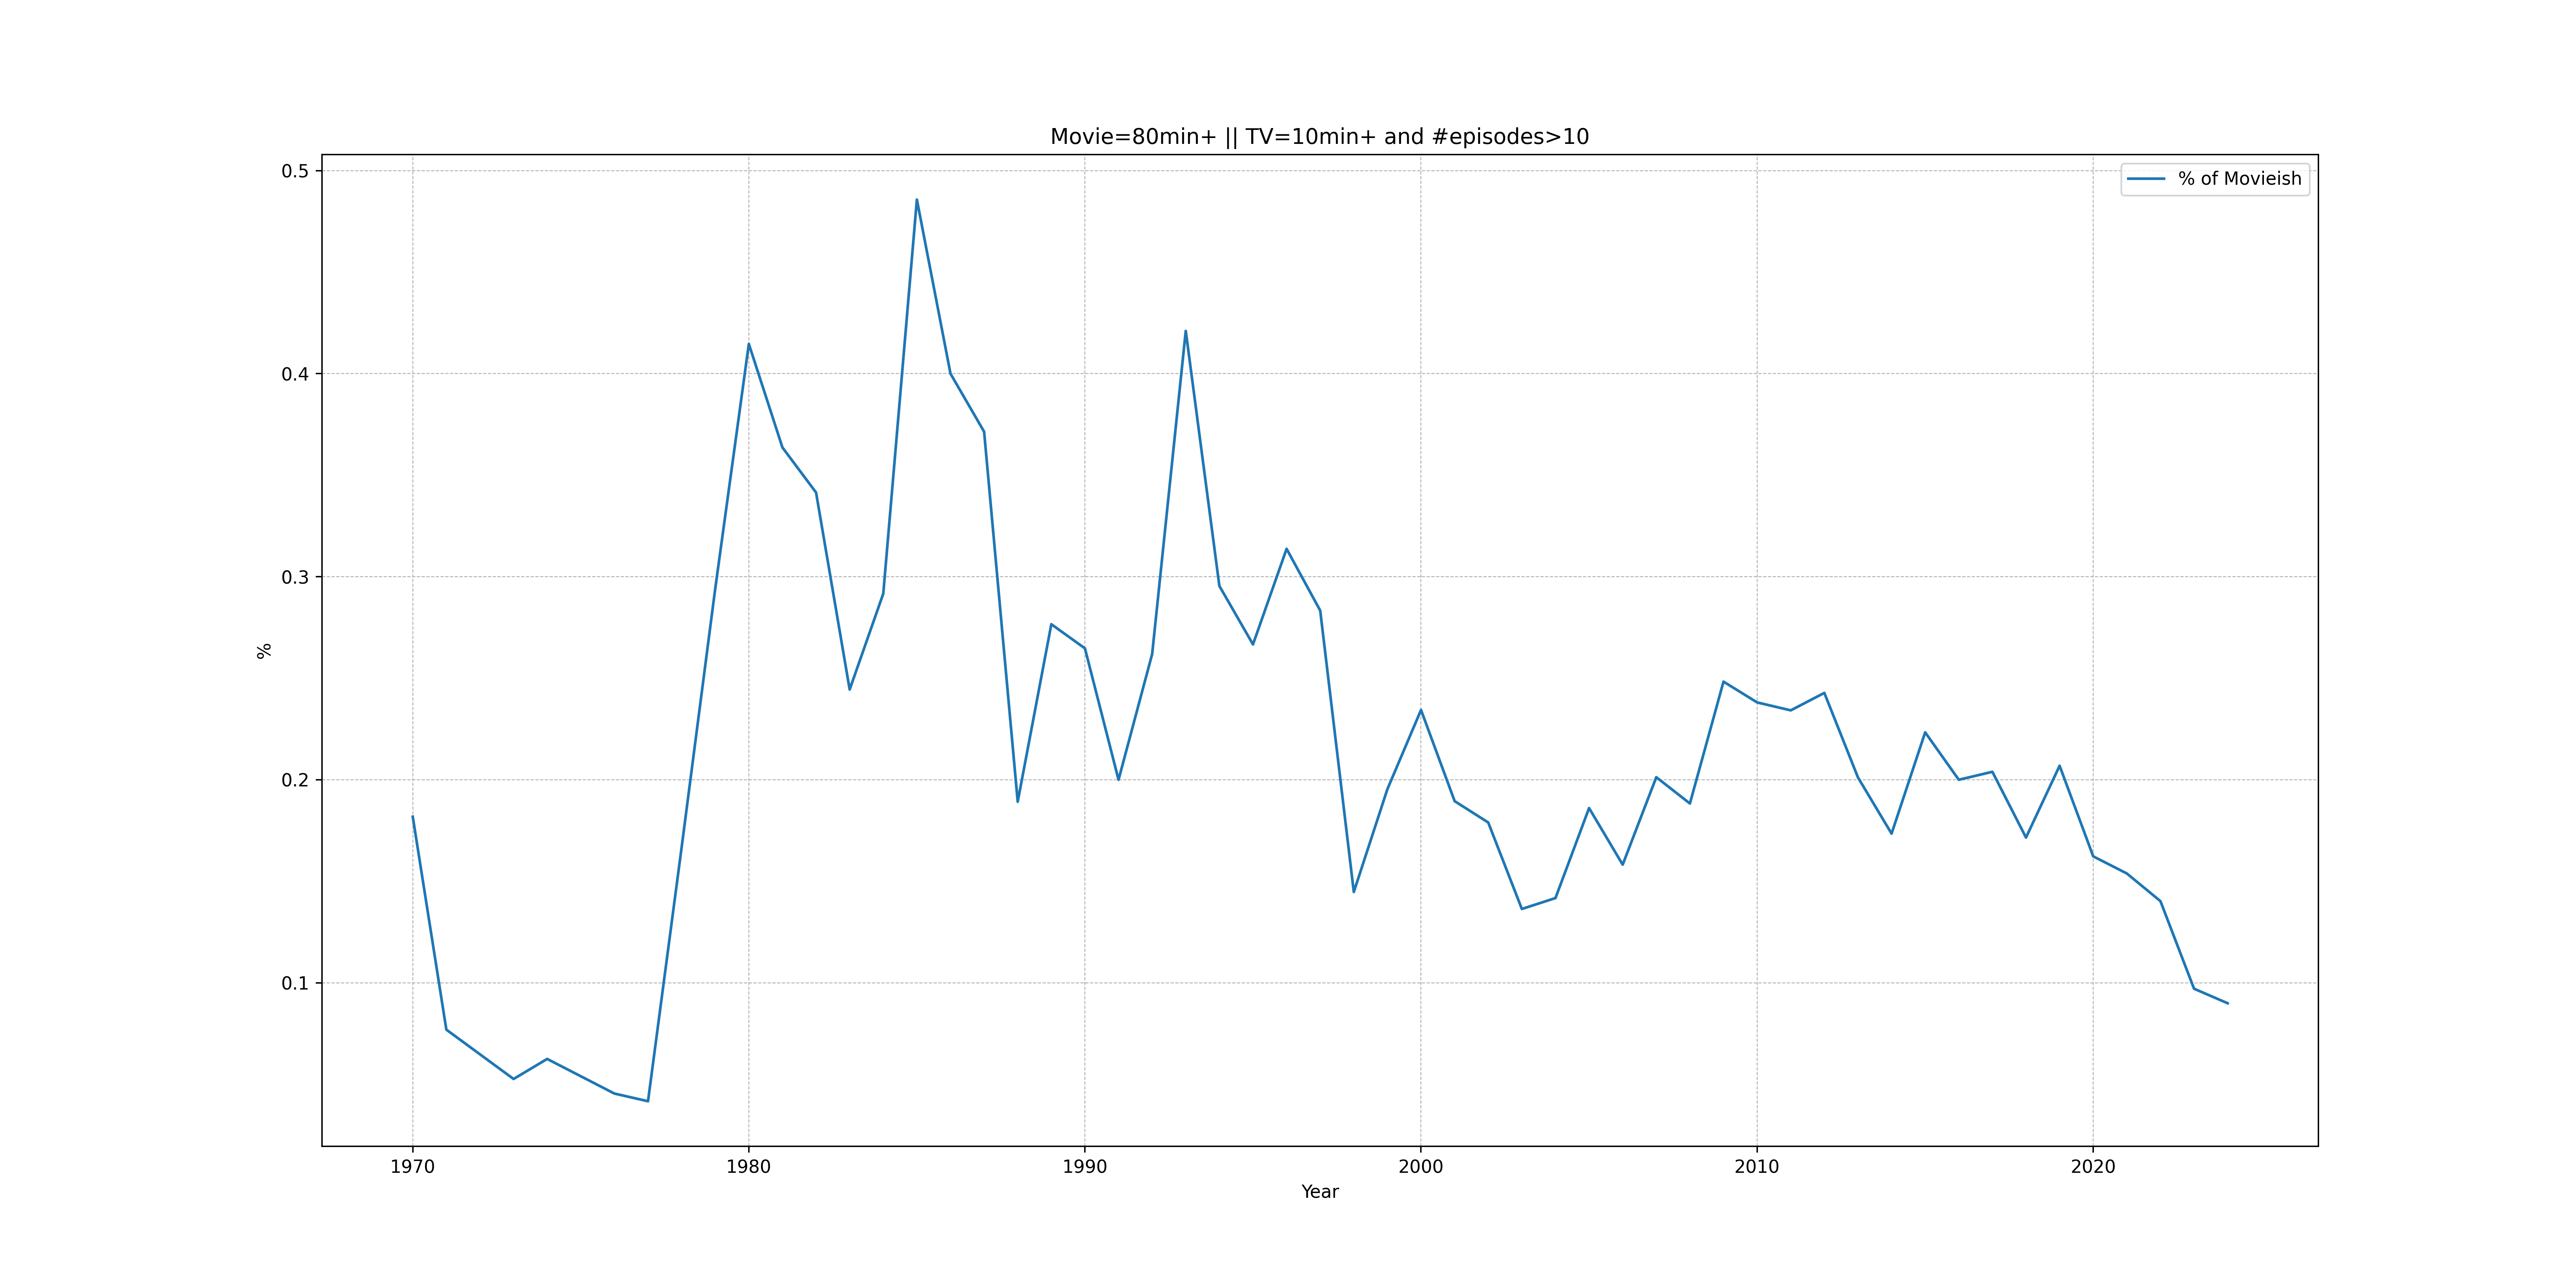 Movie=80min+ || TV=10min+ and #episodes>10
% of Movieish
0.5
0.4
0.3
0.2
0.1
%
1970 1980 1990 2000 2010 2020
Year